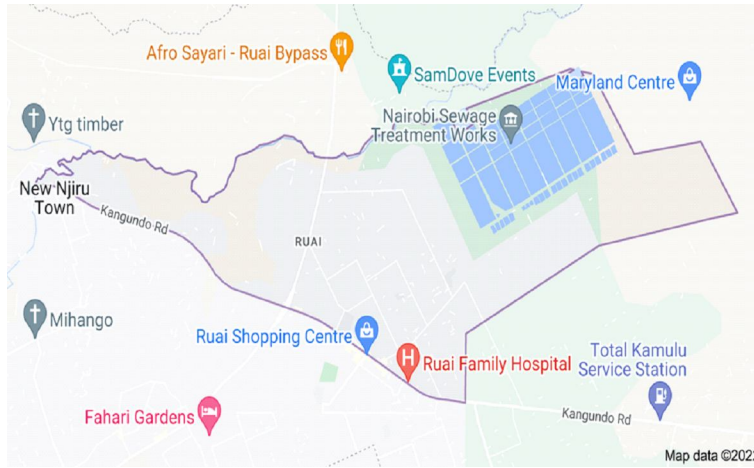 Afro Sayari - Ruai Bypass
SamDove Events
Maryland Centre
Ytg timber
Nairobi Sewage
Treatment Works
New Njiru
Town
Kangundo Rd
RUAI
Mihango
Ruai Shopping Centre
H
Ruai Family Hospital
Total Kamulu
Service Station
Fahari Gardens
Kangundo Rd
Map data ©202